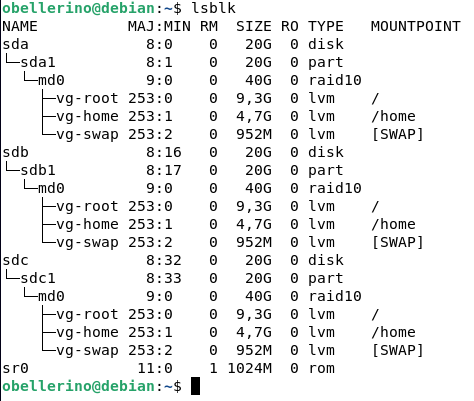 obellerino@debian:~$ lsblk
NAME          MAJ:MIN RM  SIZE RO TYPE   MOUNTPOINT
sda             8:0    0   20G  0 disk
└─sda1          8:1    0   20G  0 part
  └─md0         9:0    0   40G  0 raid10
    ├─vg-root 253:0    0  9,3G  0 lvm    /
    ├─vg-home 253:1    0  4,7G  0 lvm    /home
    └─vg-swap 253:2    0  952M  0 lvm    [SWAP]
sdb             8:16   0   20G  0 disk
└─sdb1          8:17   0   20G  0 part
  └─md0         9:0    0   40G  0 raid10
    ├─vg-root 253:0    0  9,3G  0 lvm    /
    ├─vg-home 253:1    0  4,7G  0 lvm    /home
    └─vg-swap 253:2    0  952M  0 lvm    [SWAP]
sdc             8:32   0   20G  0 disk
└─sdc1          8:33   0   20G  0 part
  └─md0         9:0    0   40G  0 raid10
    ├─vg-root 253:0    0  9,3G  0 lvm    /
    ├─vg-home 253:1    0  4,7G  0 lvm    /home
    └─vg-swap 253:2    0  952M  0 lvm    [SWAP]
sr0            11:0    1 1024M  0 rom
obellerino@debian:~$